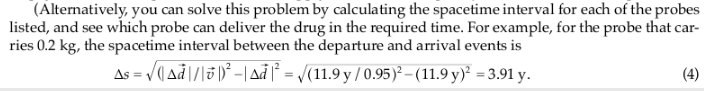 (Alternatively, you can solve this problem by calculating the spacetime interval for each of the probes
listed, and see which probe can deliver the drug in the required time. For example, for the probe that car-
ries 0.2 kg, the spacetime interval between the departure and arrival events is
Δs = √(|Δd⃗|/|v⃗|)² − |Δd⃗|² = √(11.9 y / 0.95)² − (11.9 y)² = 3.91 y. (4)